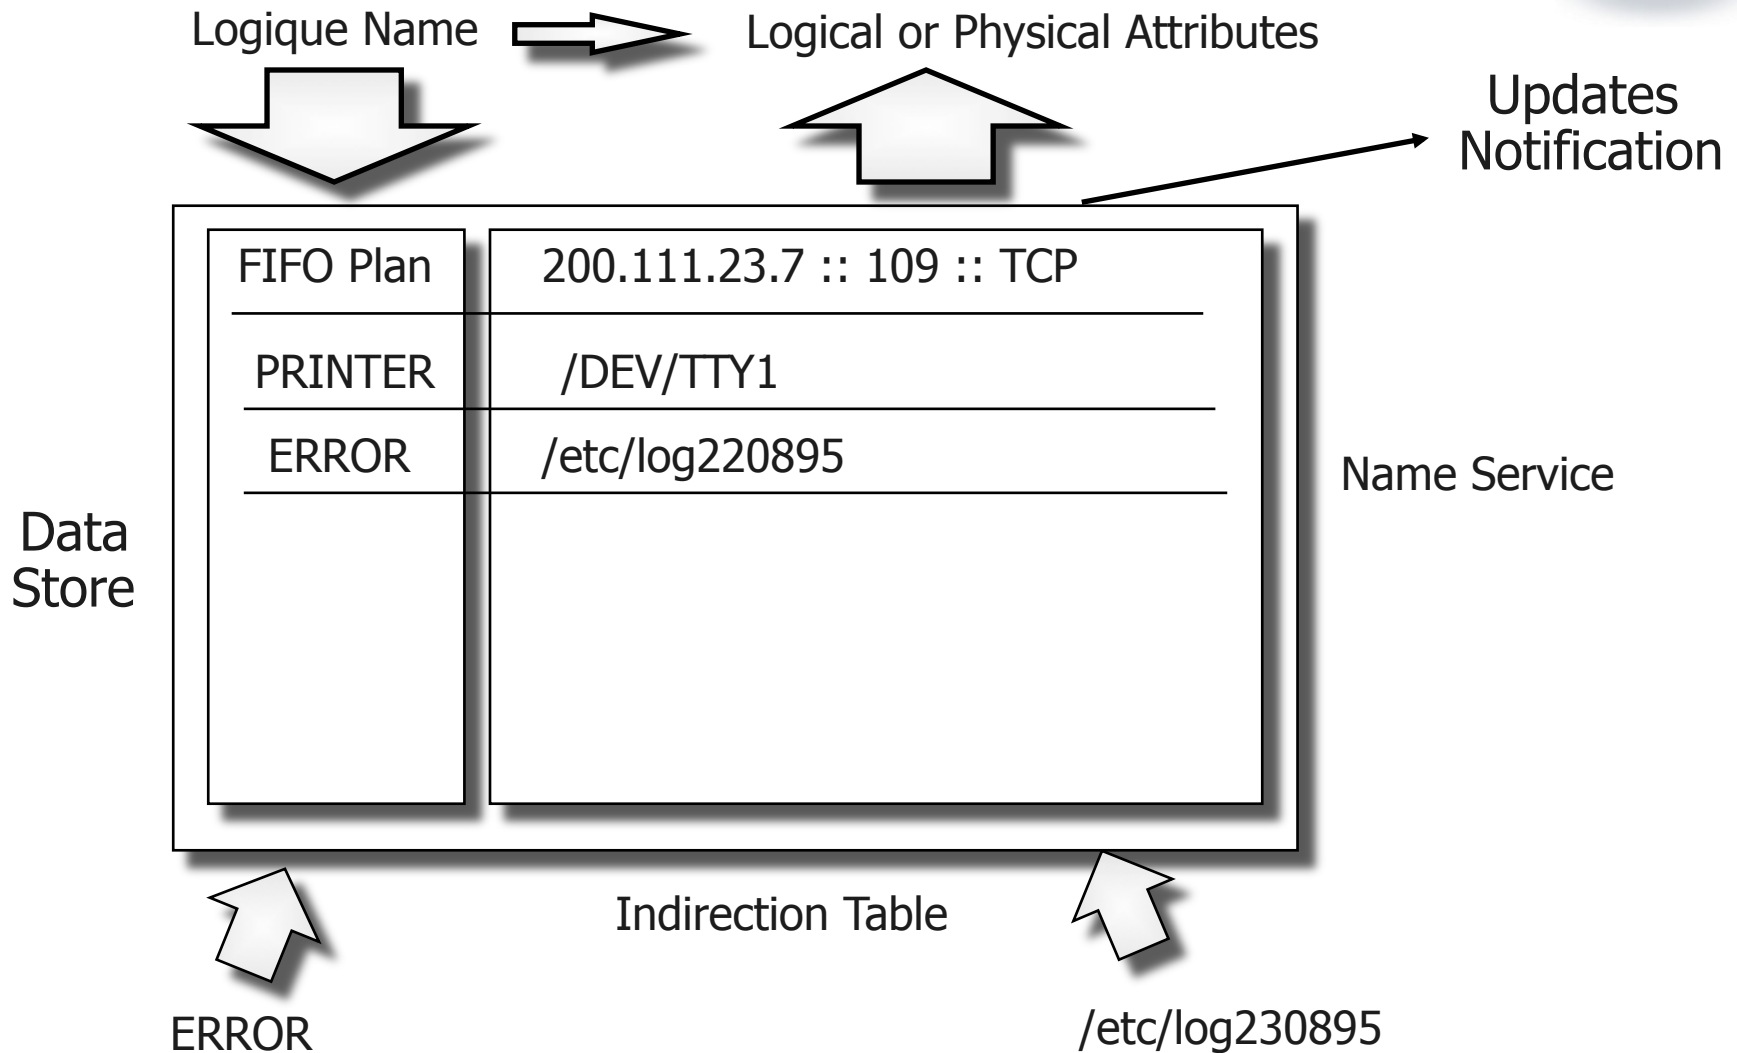 Logique Name
Logical or Physical Attributes
Updates
Notification
FIFO Plan
200.111.23.7 :: 109 :: TCP
PRINTER
/DEV/TTY1
ERROR
/etc/log220895
Name Service
Data
Store
Indirection Table
ERROR
/etc/log230895